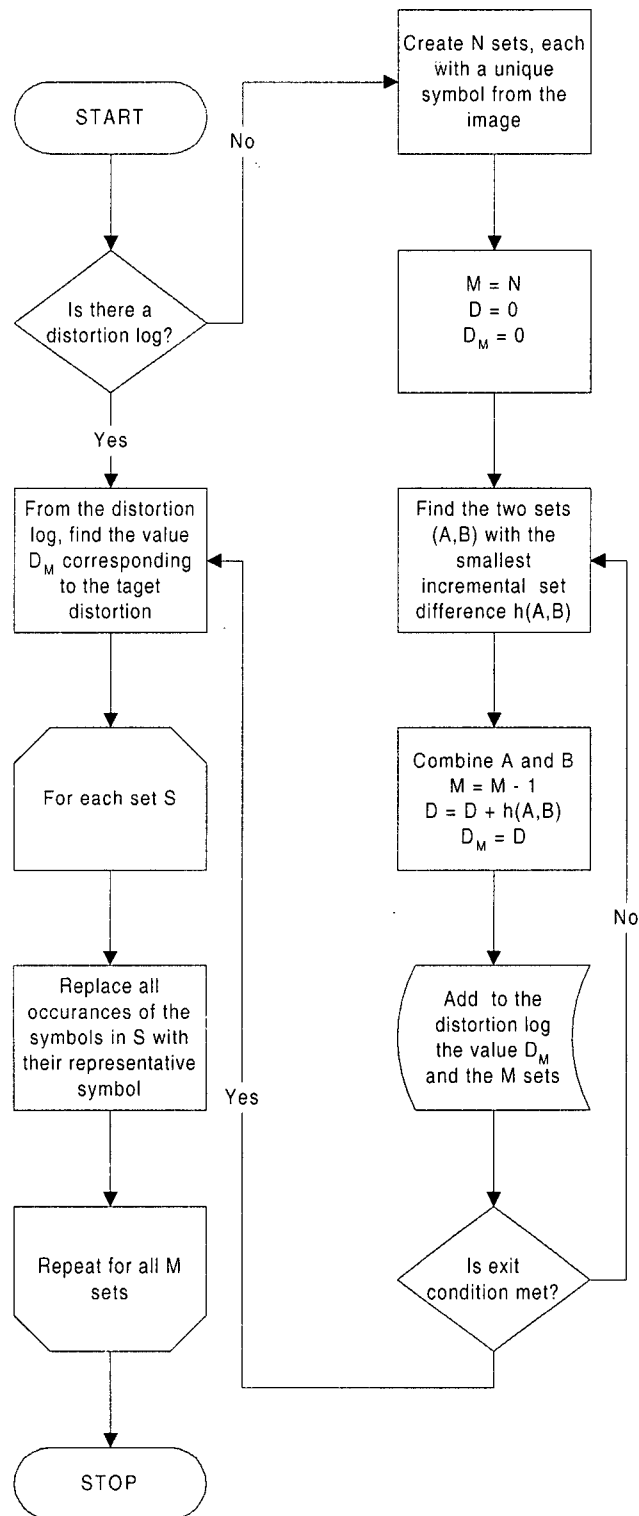 START
Is there a
distortion log?
No
Yes
From the distortion
log, find the value
D_M corresponding
to the taget
distortion
For each set S
Replace all
occurances of the
symbols in S with
their representative
symbol
Repeat for all M
sets
STOP
Create N sets, each
with a unique
symbol from the
image
M = N
D = 0
D_M = 0
Find the two sets
(A,B) with the
smallest
incremental set
difference h(A,B)
Combine A and B
M = M - 1
D = D + h(A,B)
D_M = D
Add to the
distortion log
the value D_M
and the M sets
Is exit
condition met?
No
Yes